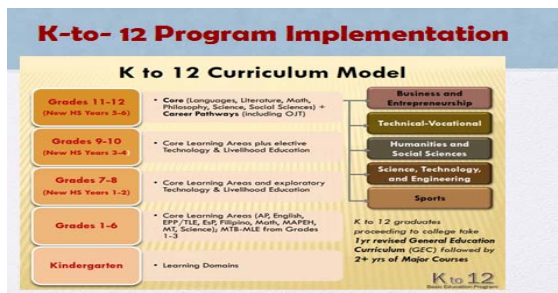 K-to- 12 Program Implementation
K to 12 Curriculum Model
Grades 11-12
(New HS Years 5-6)
• Core (Languages, Literature, Math,
Philosophy, Science, Social Sciences) +
Career Pathways (including OJT)
Grades 9-10
(New HS Years 3-4)
• Core Learning Areas plus elective
Technology & Livelihood Education
Grades 7-8
(New HS Years 1-2)
• Core Learning Areas and exploratory
Technology & Livelihood Education
Grades 1-6
• Core Learning Areas (AP, English,
EPP/TLE, EsP, Filipino, Math, MAPEH,
MT, Science); MTB-MLE from Grades
1-3
Kindergarten
• Learning Domains
Business and
Entrepreneurship
Technical-Vocational
Humanities and
Social Sciences
Science, Technology,
and Engineering
Sports
K to 12 graduates
proceeding to college take
1yr revised General Education
Curriculum (GEC) followed by
2+ yrs of Major Courses
K to 12
Basic Education Program